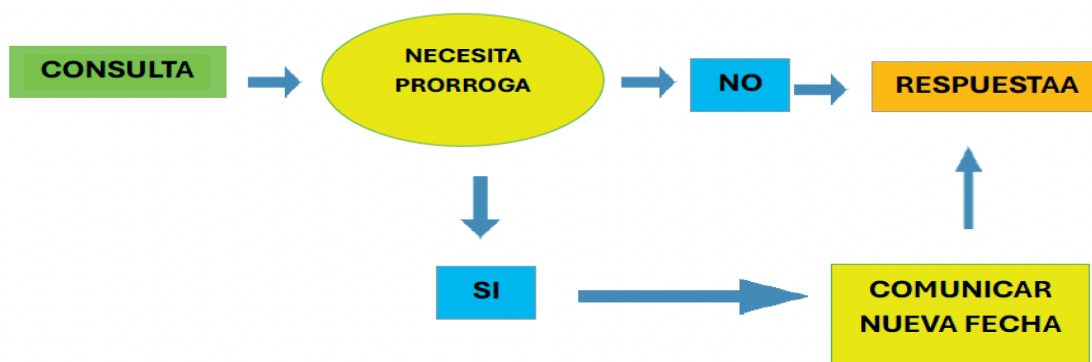 CONSULTA
NECESITA
PRORROGA
NO
RESPUESTAA
SI
COMUNICAR
NUEVA FECHA